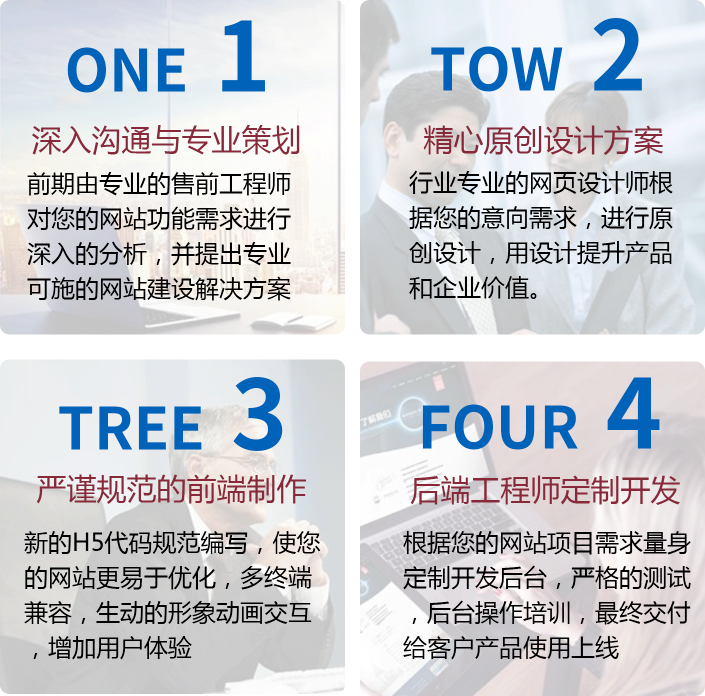 ONE 1
深入沟通与专业策划
前期由专业的售前工程师
对您的网站功能需求进行
深入的分析，并提出专业
可施的网站建设解决方案
TOW 2
精心原创设计方案
行业专业的网页设计师根
据您的意向需求，进行原
创设计，用设计提升产品
和企业价值。
TREE 3
严谨规范的前端制作
新的H5代码规范编写，使您
的网站更易于优化，多终端
兼容，生动的形象动画交互
，增加用户体验
FOUR 4
了解我们
后端工程师定制开发
根据您的网站项目需求量身
定制开发后台，严格的测试
，后台操作培训，最终交付
给客户产品使用上线